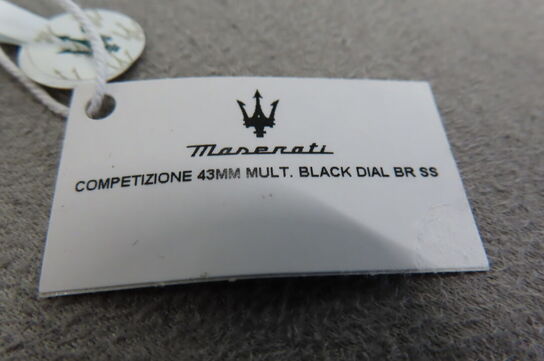 Maserati
COMPETIZIONE 43MM MULT. BLACK DIAL BR SS